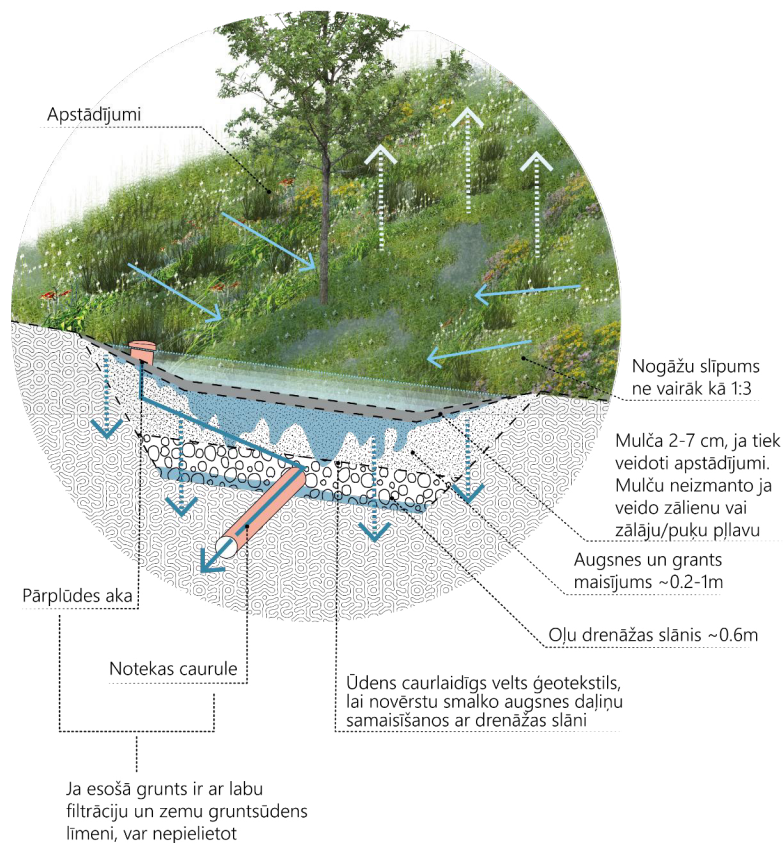 Apstādījumi
Nogāžu slīpums
ne vairāk kā 1:3
Mulča 2-7 cm, ja tiek
veidoti apstādījumi.
Mulču neizmanto ja
veido zālienu vai
zālāju/puķu pļļavu
Augsnes un grants
maisījums ~0.2-1m
Pārplūdes aka
Oļu drenāžas slānis ~0.6m
Notekas caurule
Ūdens caurlaidīgs velts ģeotekstils,
lai novērstu smalko augsnes daļiņu
samaisīšanos ar drenāžas slāni
Ja esošā grunts ir ar labu
filtrāciju un zemu gruntsūdens
līmeni, var nepielietot